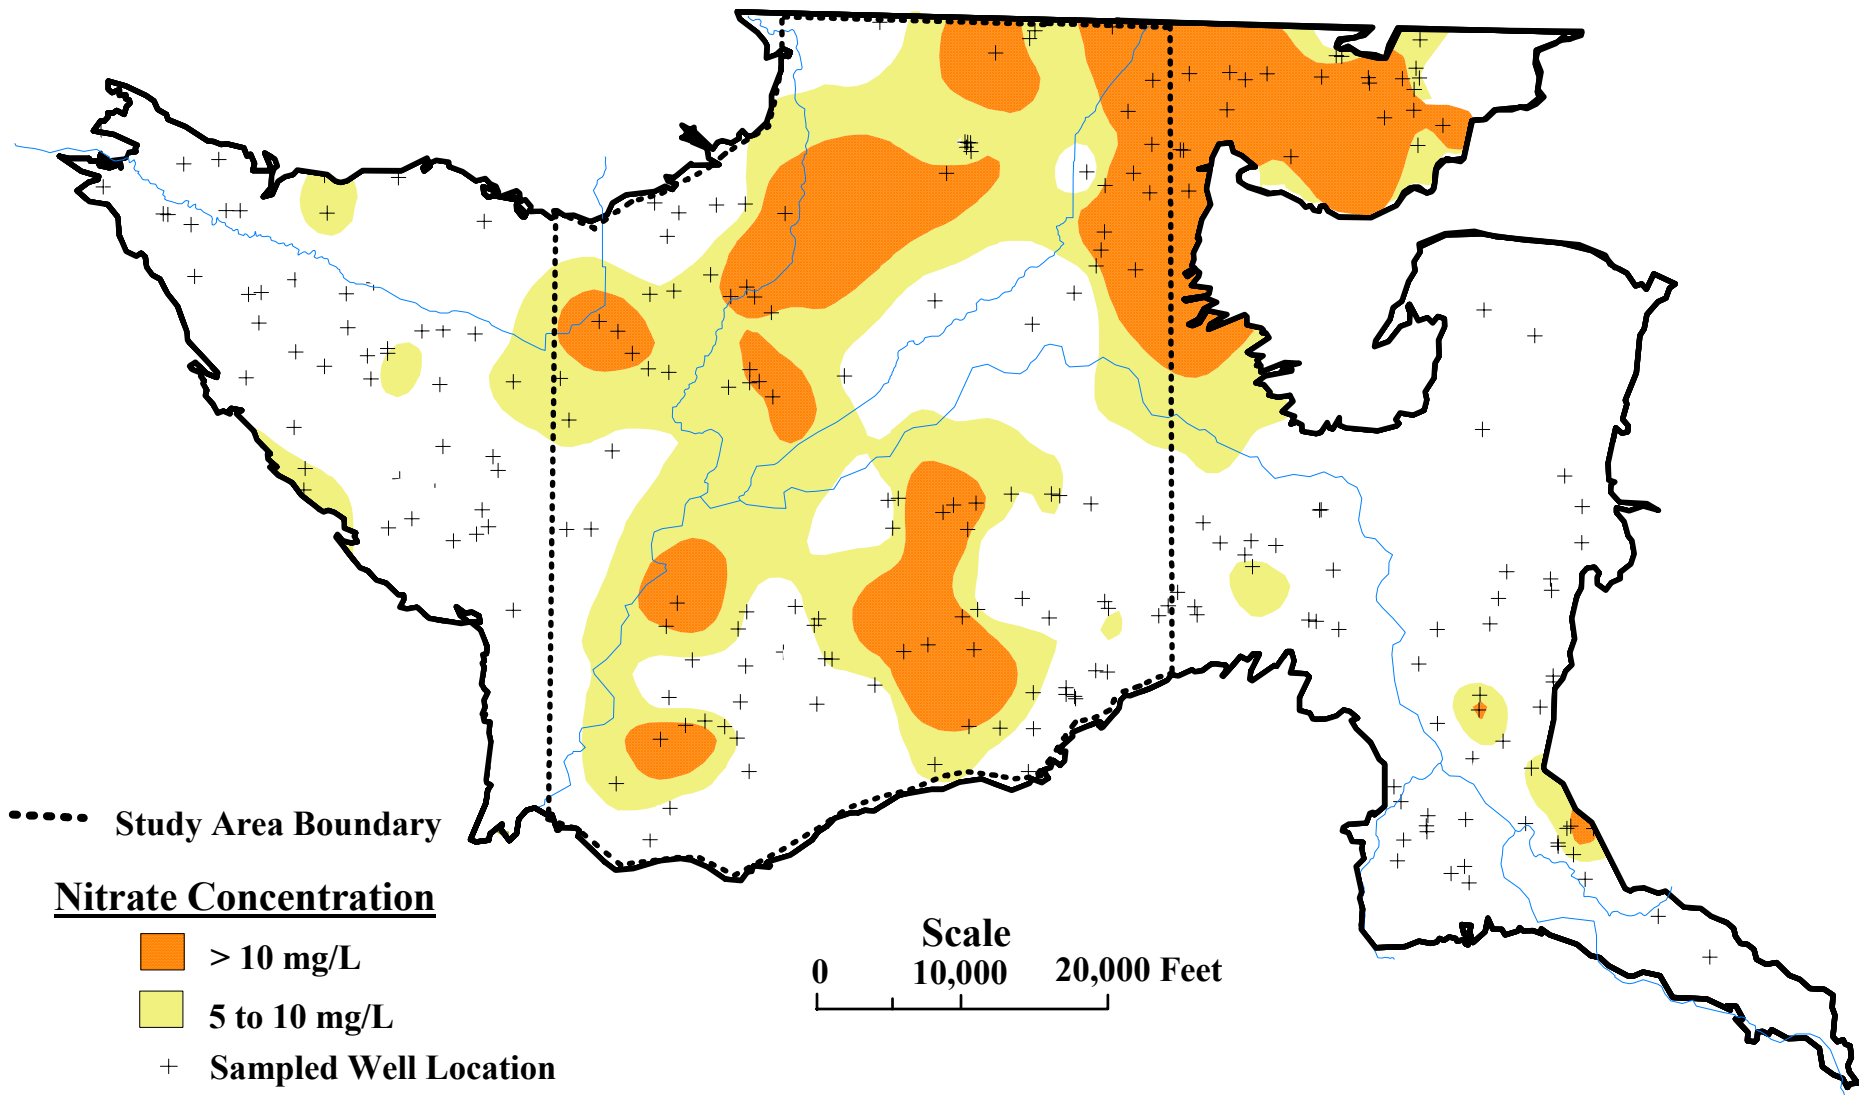 Study Area Boundary
Nitrate Concentration
> 10 mg/L
5 to 10 mg/L
Sampled Well Location
Scale
0 10,000 20,000 Feet